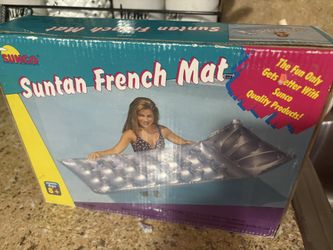 Suntan French Mat
Sunco
Suntan French Mat
The Fun Only
Gets Better With
Sunco
Quality Products!
8